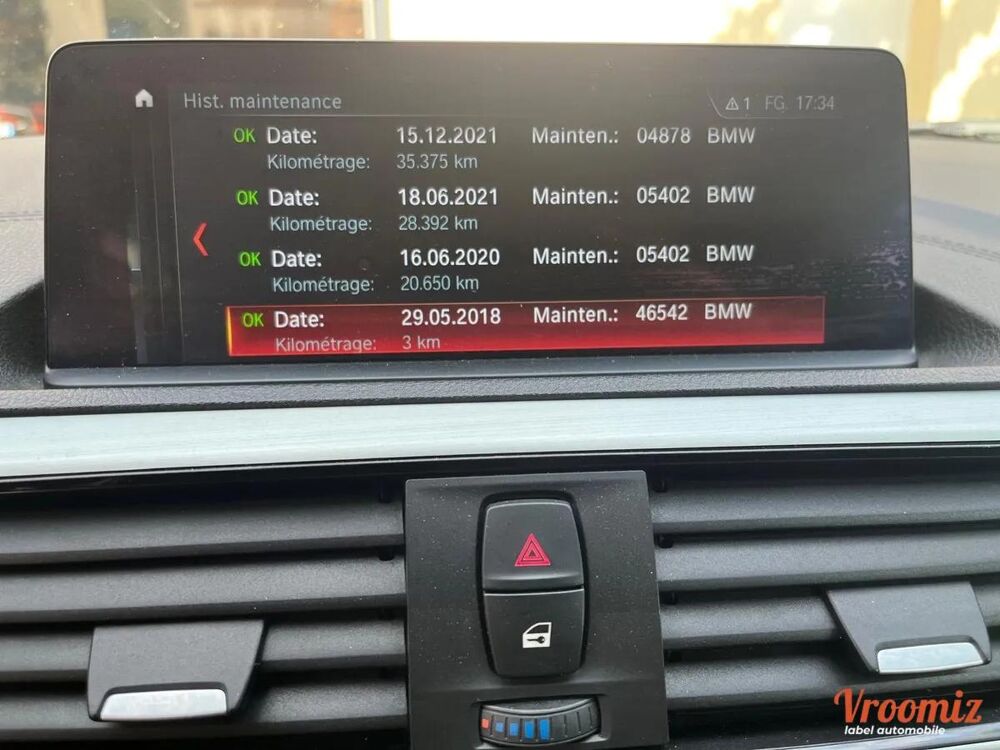 Hist. maintenance
1 FG. 17:34
OK Date: 15.12.2021 Mainten.: 04878 BMW
Kilométrage: 35.375 km
OK Date: 18.06.2021 Mainten.: 05402 BMW
Kilométrage: 28.392 km
OK Date: 16.06.2020 Mainten.: 05402 BMW
Kilométrage: 20.650 km
OK Date: 29.05.2018 Mainten.: 46542 BMW
Kilométrage: 3 km
Vroomiz
label automobile